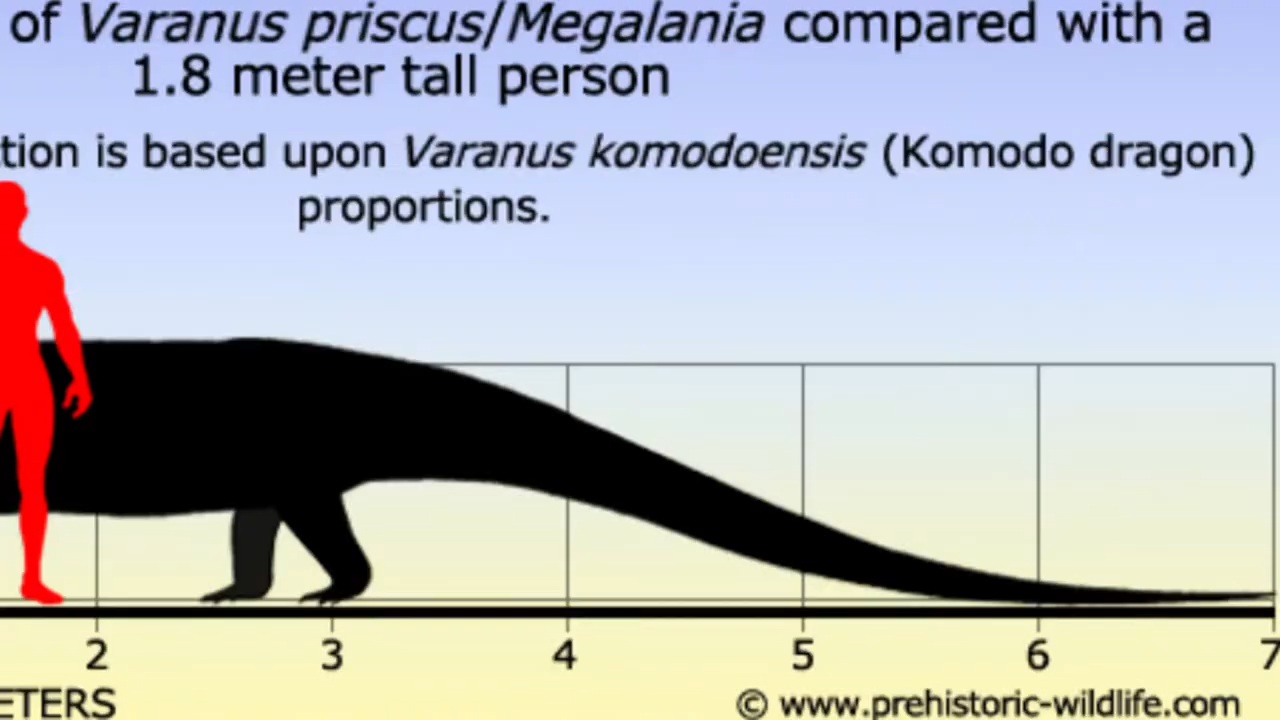 of Varanus priscus/Megalania compared with a
1.8 meter tall person
tion is based upon Varanus komodoensis (Komodo dragon)
proportions.
2 3 4 5 6 7
ETERS
© www.prehistoric-wildlife.com